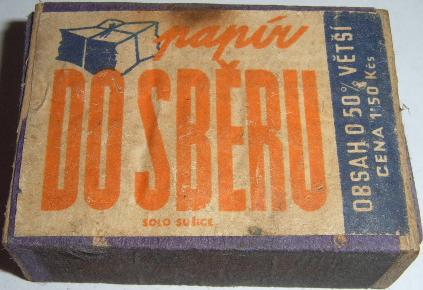 papír
DO SBĚRU
SOLO SUŠICE
OBSAH O 50% VĚTŠÍ
CENA 1'50 Kčs